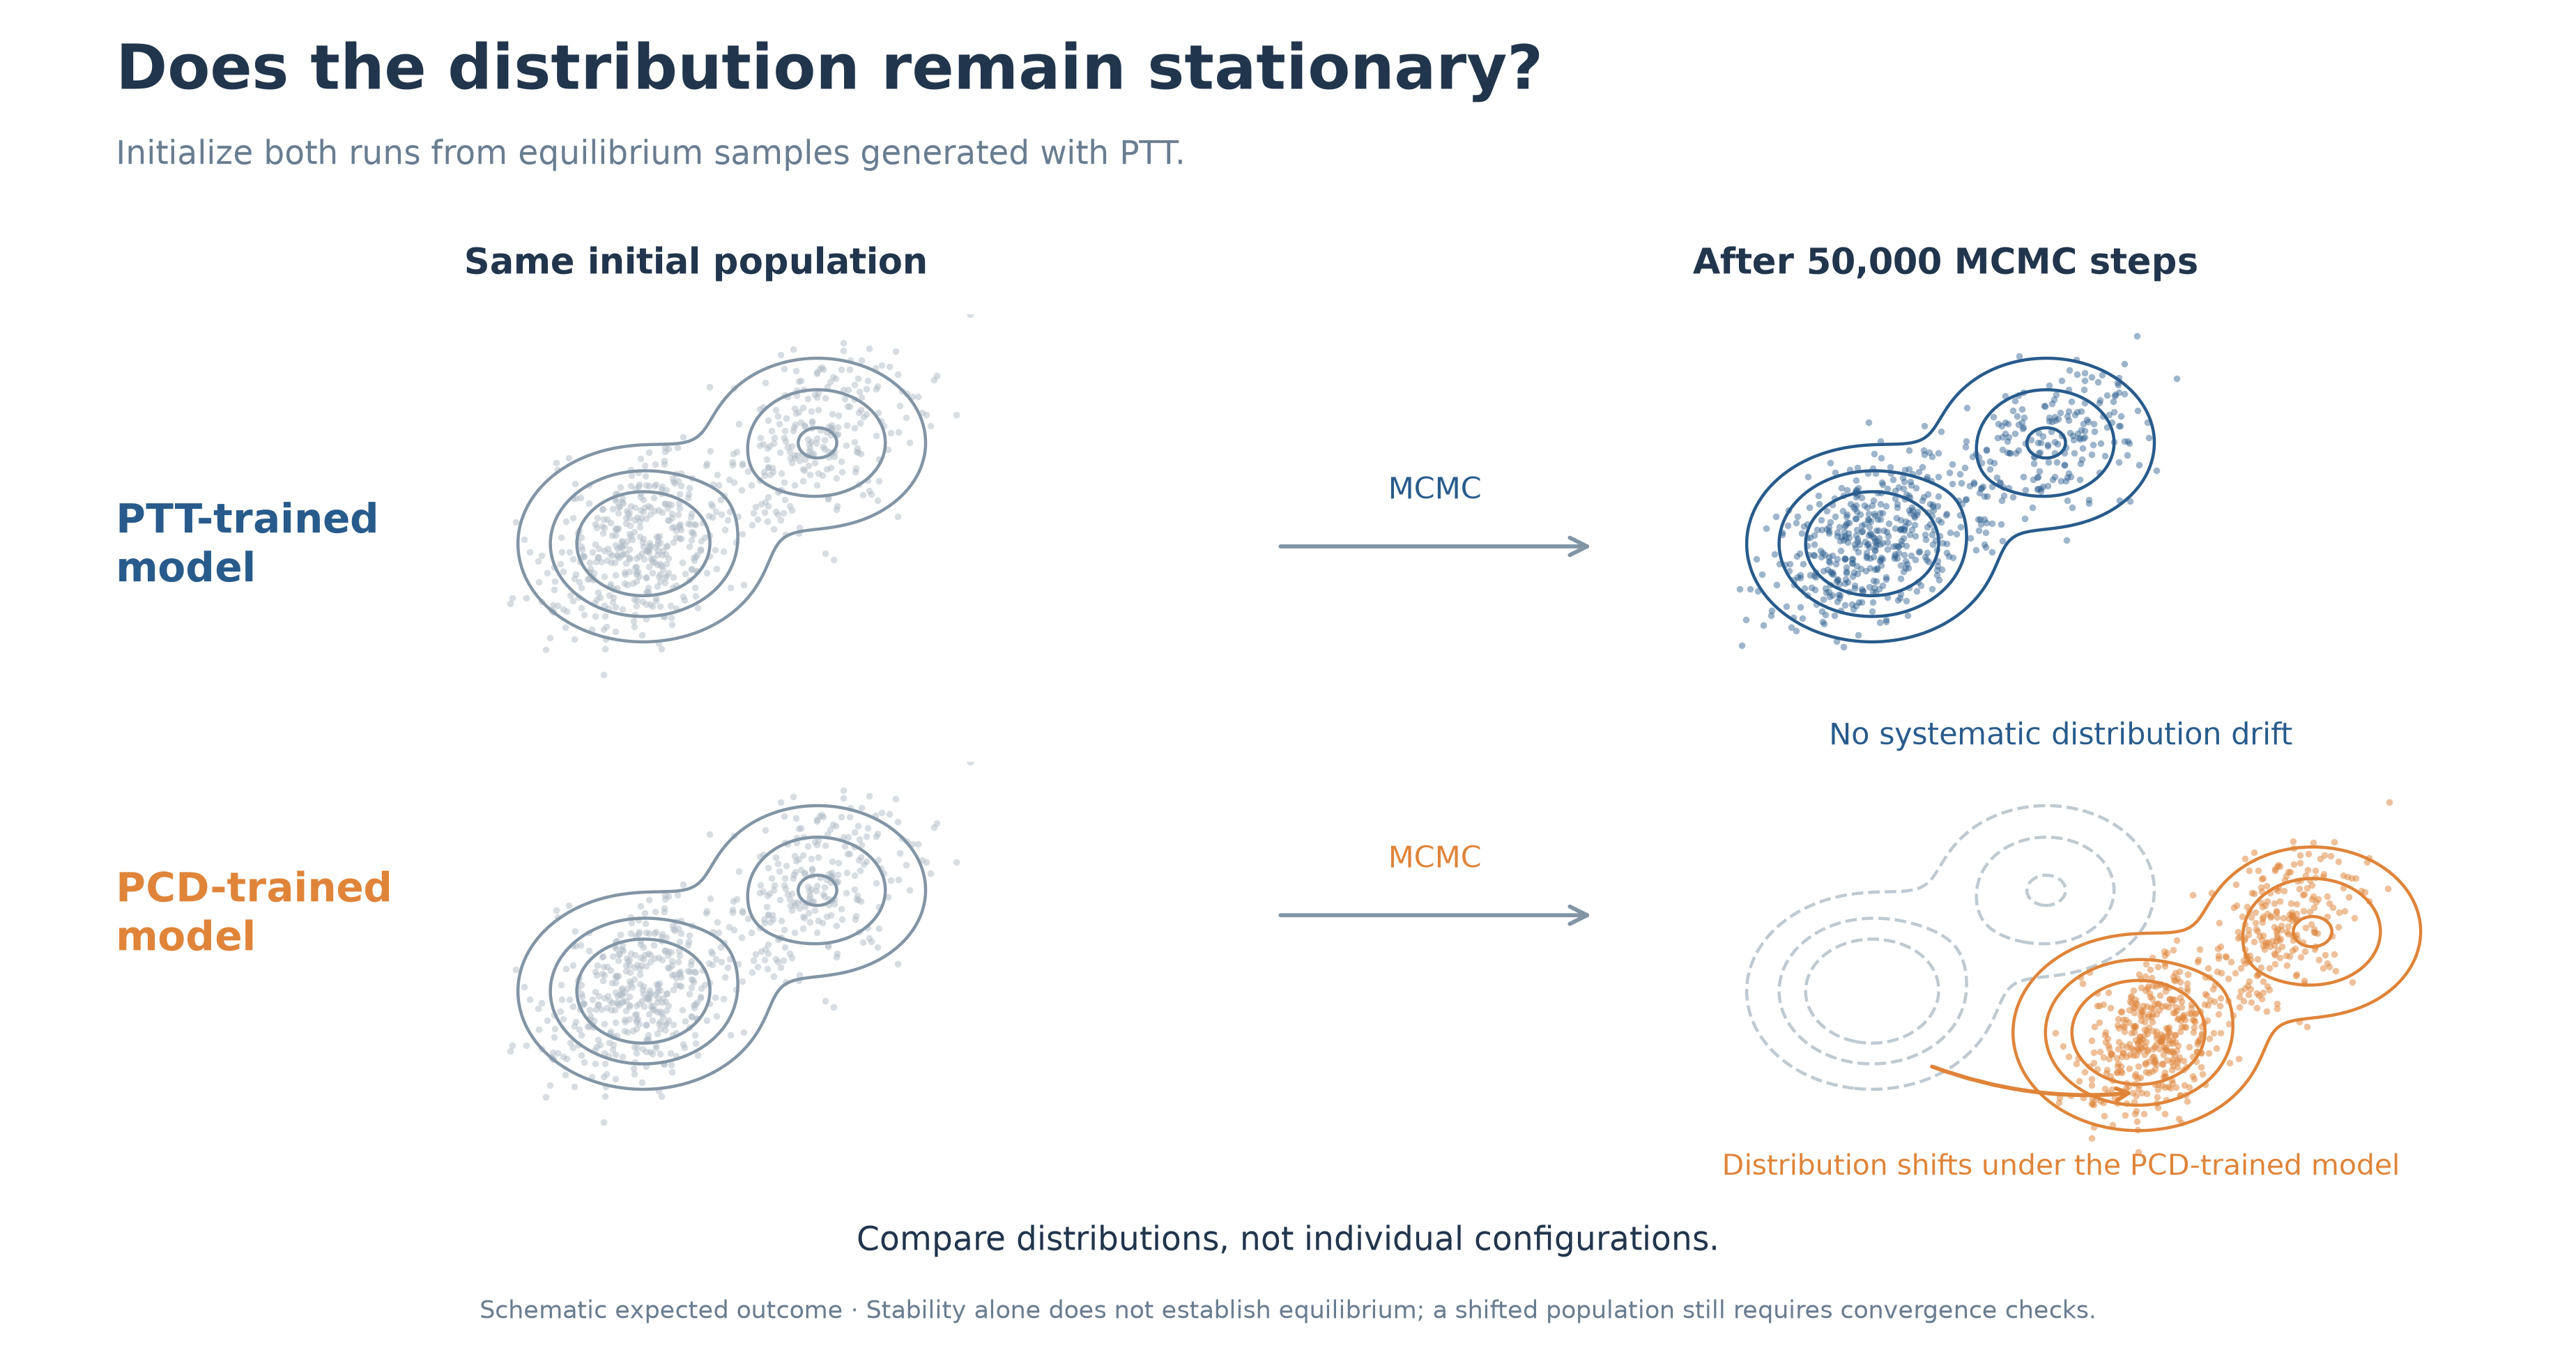 Does the distribution remain stationary?
Initialize both runs from equilibrium samples generated with PTT.
Same initial population
After 50,000 MCMC steps
PTT-trained
model
MCMC
No systematic distribution drift
PCD-trained
model
MCMC
Distribution shifts under the PCD-trained model
Compare distributions, not individual configurations.
Schematic expected outcome · Stability alone does not establish equilibrium; a shifted population still requires convergence checks.